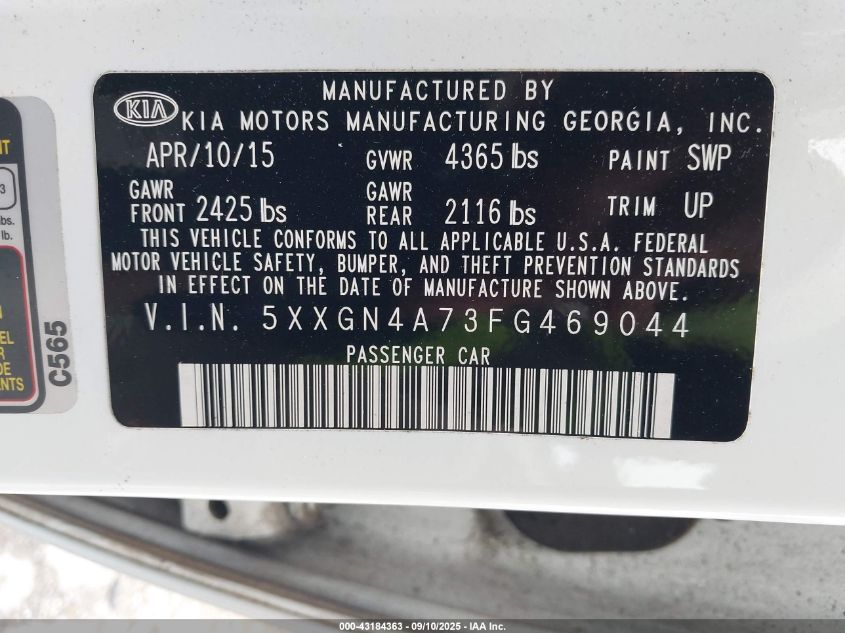 MANUFACTURED BY
KIA
KIA MOTORS MANUFACTURING GEORGIA, INC.
APR/10/15 GVWR 4365 lbs PAINT SWP
GAWR FRONT 2425 lbs GAWR REAR 2116 lbs TRIM UP
THIS VEHICLE CONFORMS TO ALL APPLICABLE U.S.A. FEDERAL
MOTOR VEHICLE SAFETY, BUMPER, AND THEFT PREVENTION STANDARDS
IN EFFECT ON THE DATE OF MANUFACTURE SHOWN ABOVE.
V.I.N. 5XXGN4A73FG469044
PASSENGER CAR
3
lbs.
lb.
C565
000-43184363 - 09/10/2025 - IAA Inc.